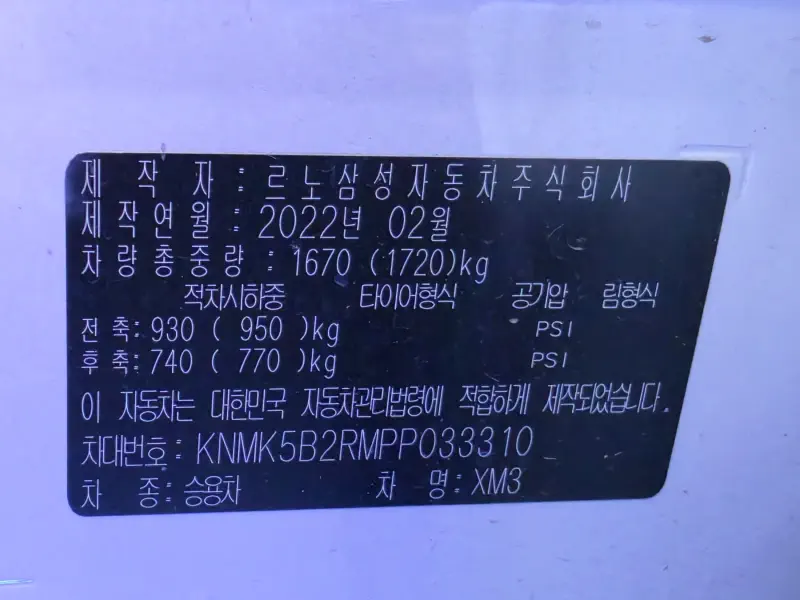 제 작 자 : 르노삼성자동차주식회사
제작연월 : 2022년 02월
차량총중량 : 1670 (1720)kg
적차시하중 타이어형식 공기압 림형식
전 축: 930 ( 950 )kg PSI
후 축: 740 ( 770 )kg PSI
이 자동차는 대한민국 자동차관리법령에 적합하게 제작되었습니다.
차대번호: KNMK5B2RMPP033310
차 종: 승용차 차 명: XM3